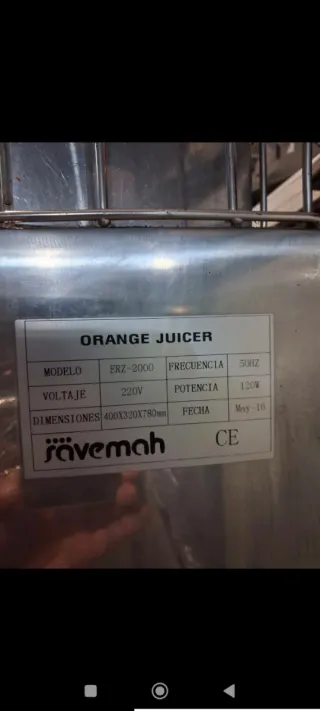 ORANGE JUICER
MODELO ERZ-2000 FRECUENCIA 50HZ
VOLTAJE 220V POTENCIA 120W
DIMENSIONES 400X320X780mm FECHA May-16
sävemah CE